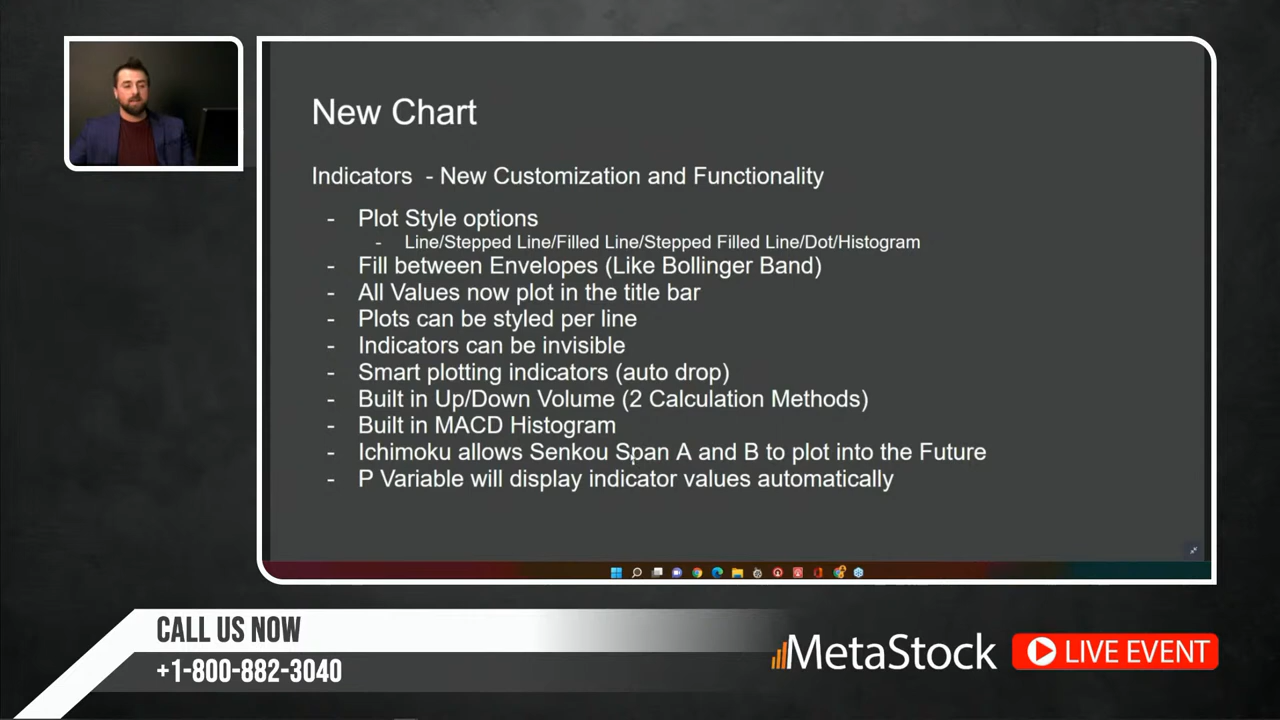 New Chart
Indicators - New Customization and Functionality
- Plot Style options
- Line/Stepped Line/Filled Line/Stepped Filled Line/Dot/Histogram
- Fill between Envelopes (Like Bollinger Band)
- All Values now plot in the title bar
- Plots can be styled per line
- Indicators can be invisible
- Smart plotting indicators (auto drop)
- Built in Up/Down Volume (2 Calculation Methods)
- Built in MACD Histogram
- Ichimoku allows Senkou Span A and B to plot into the Future
- P Variable will display indicator values automatically
CALL US NOW
+1-800-882-3040
MetaStock
LIVE EVENT